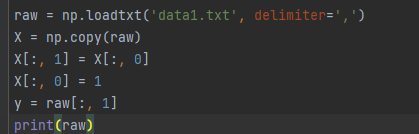 raw = np.loadtxt('data1.txt', delimiter=',')
X = np.copy(raw)
X[:, 1] = X[:, 0]
X[:, 0] = 1
y = raw[:, 1]
print(raw)